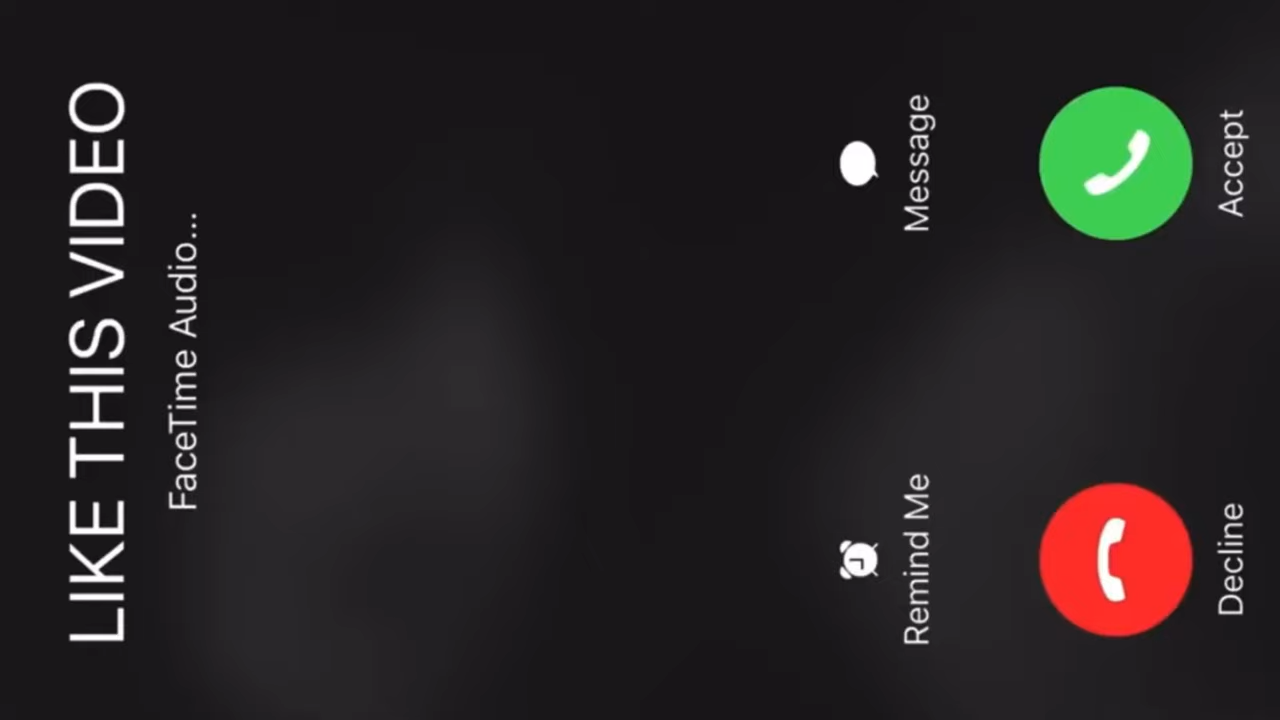 LIKE THIS VIDEO
FaceTime Audio...
Remind Me
Message
Decline
Accept